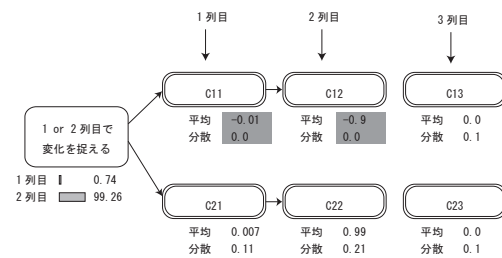 1 列目
2 列目
3 列目
C11
C12
C13
平均 -0.01
分散 0.0
平均 -0.9
分散 0.0
平均 0.0
分散 0.1
1 or 2 列目で
変化を捉える
1 列目 0.74
2 列目 99.26
C21
C22
C23
平均 0.007
分散 0.11
平均 0.99
分散 0.21
平均 0.0
分散 0.1